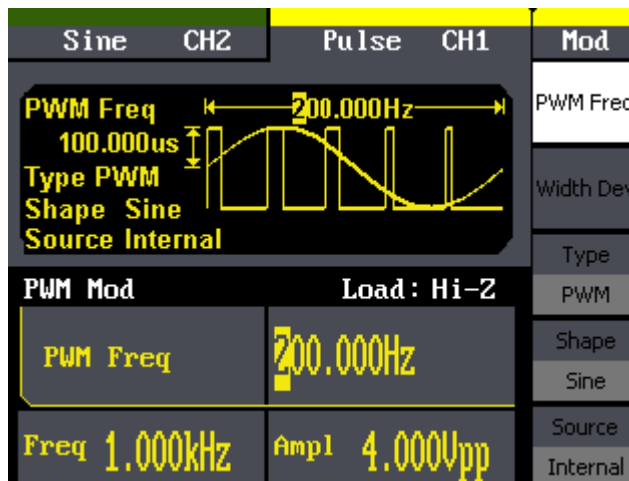 Sine CH2 Pulse CH1 Mod
PWM Freq 200.000Hz
100.000us
Type PWM
Shape Sine
Source Internal
PWM Mod Load: Hi-Z
PWM Freq 200.000Hz
Freq 1.000kHz Ampl 4.000Vpp
PWM Freq
Width Dev
Type
PWM
Shape
Sine
Source
Internal